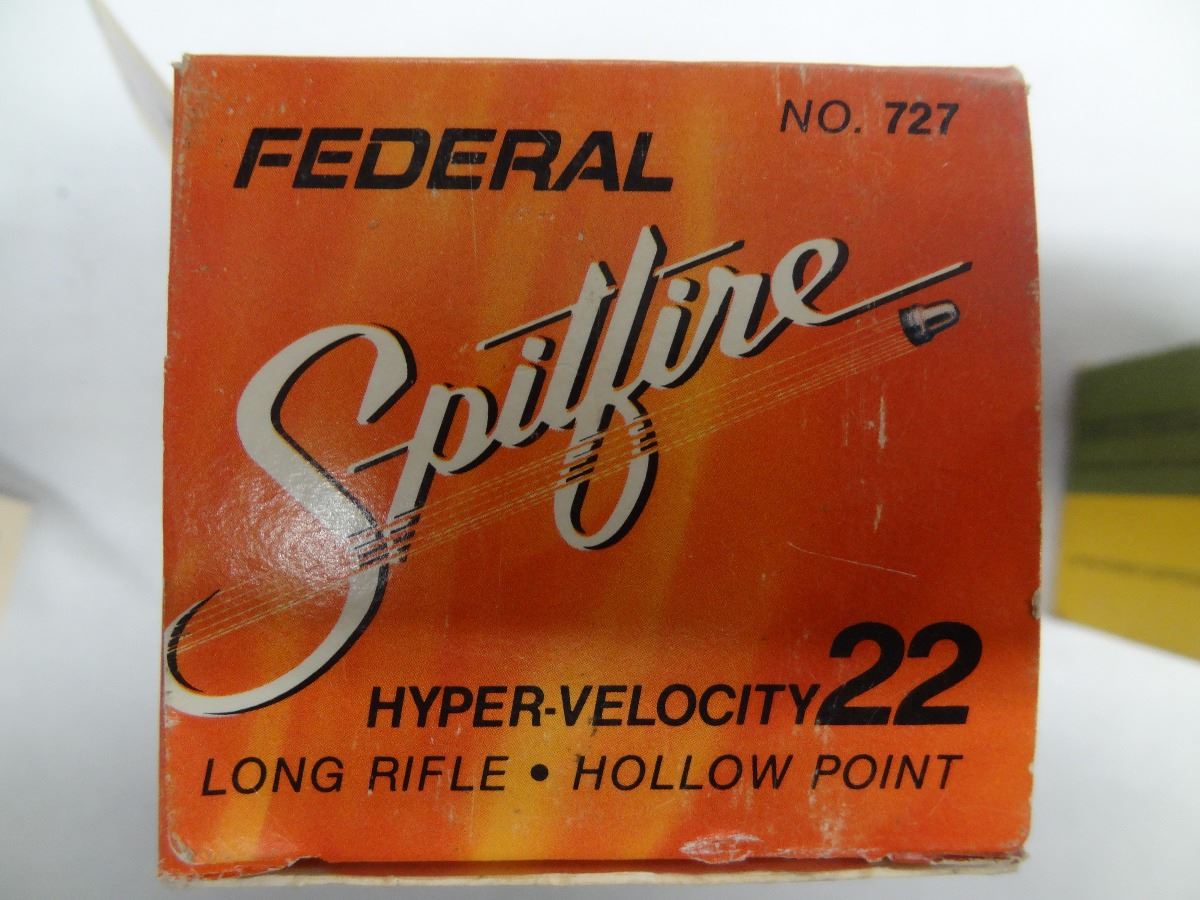 NO. 727
FEDERAL
Spitfire
HYPER-VELOCITY 22
LONG RIFLE • HOLLOW POINT